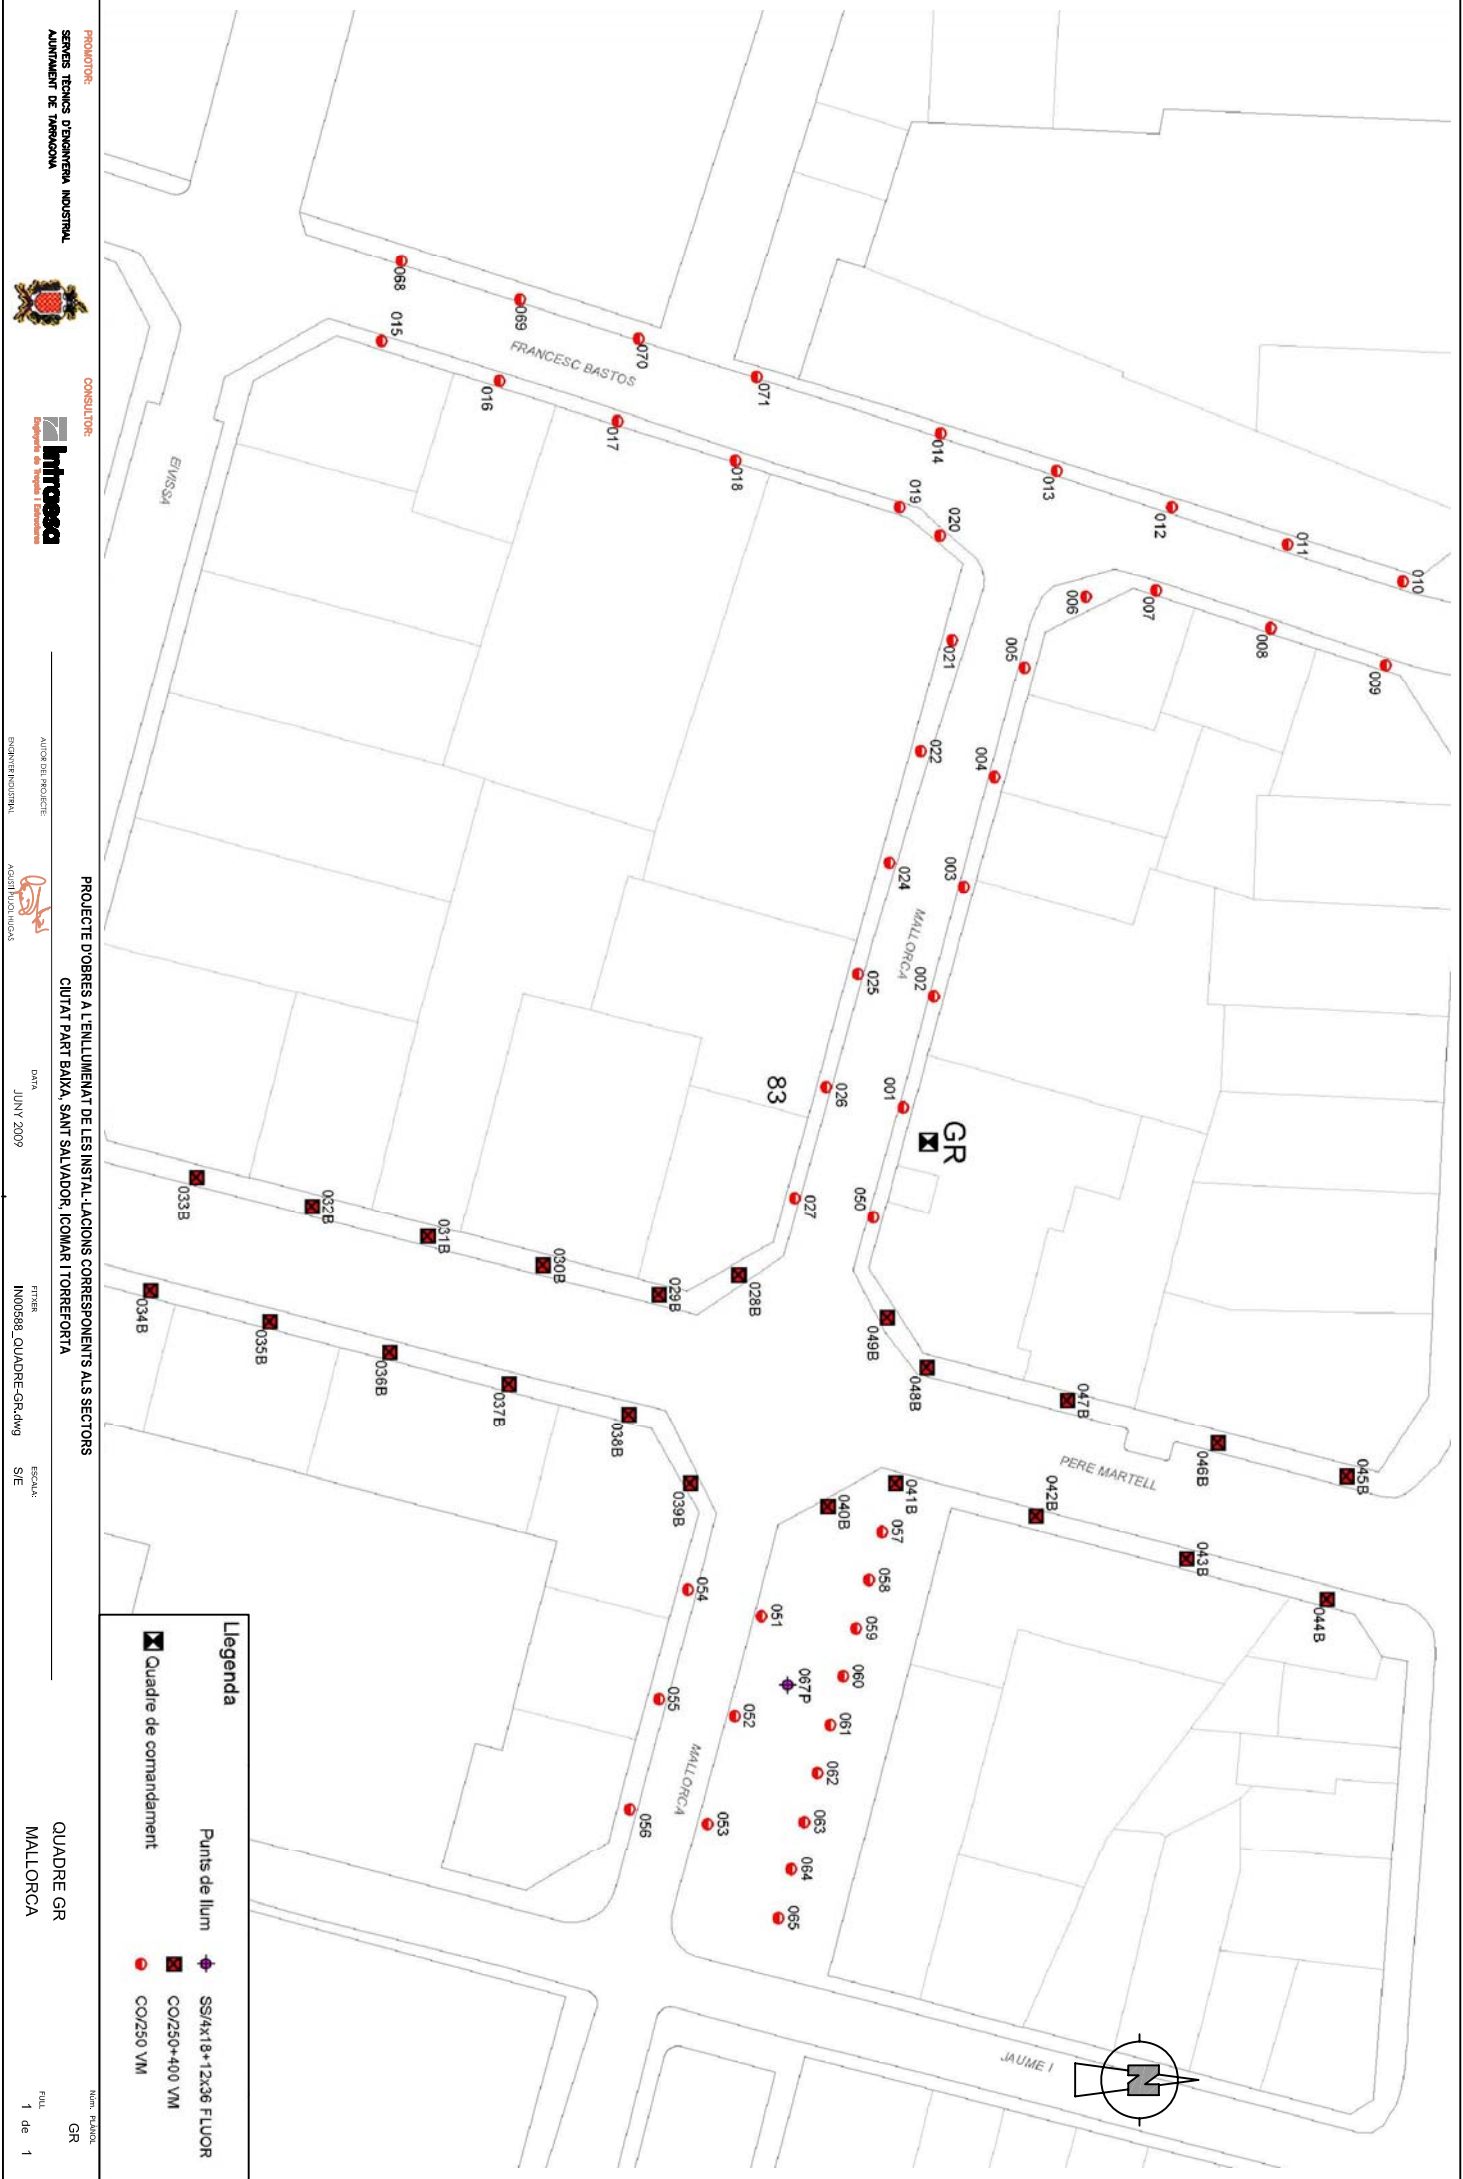 010
011
012
013
014
009
008
007
006
005
004
003
002
001
050
GR
MALLORCA
071
070
069
068
FRANCESC BASTOS
015
016
017
018
019
020
021
022
024
025
026
027
83
EIVISSA
045B
046B
047B
048B
049B
PERE MARTELL
044B
043B
042B
041B
040B
028B
029B
030B
031B
032B
033B
034B
035B
036B
037B
038B
039B
057
058
059
060
061
062
063
064
065
067P
051
052
053
054
055
056
MALLORCA
JAUME I
N
Llegenda
Punts de llum
SS/4x18+12x36 FLUOR
CO/250+400 VM
CO/250 VM
Quadre de comandament
PROMOTOR:
SERVEIS TÈCNICS D'ENGINYERIA INDUSTRIAL
AJUNTAMENT DE TARRAGONA
CONSULTOR:
Intraesa
Enginyeria de Traçats i Estructures
PROJECTE D'OBRES A L'ENLLUMENAT DE LES INSTAL·LACIONS CORRESPONENTS ALS SECTORS
CIUTAT PART BAIXA, SANT SALVADOR, ICOMAR I TORREFORTA
AUTOR DEL PROJECTE:
ENGINYER INDUSTRIAL
AGUSTÍ PUJOL HUGAS
DATA
JUNY 2009
FITXER
IN00588_QUADRE-GR.dwg
ESCALA:
S/E
QUADRE GR
MALLORCA
Núm. PLÀNOL
GR
FULL
1 de 1